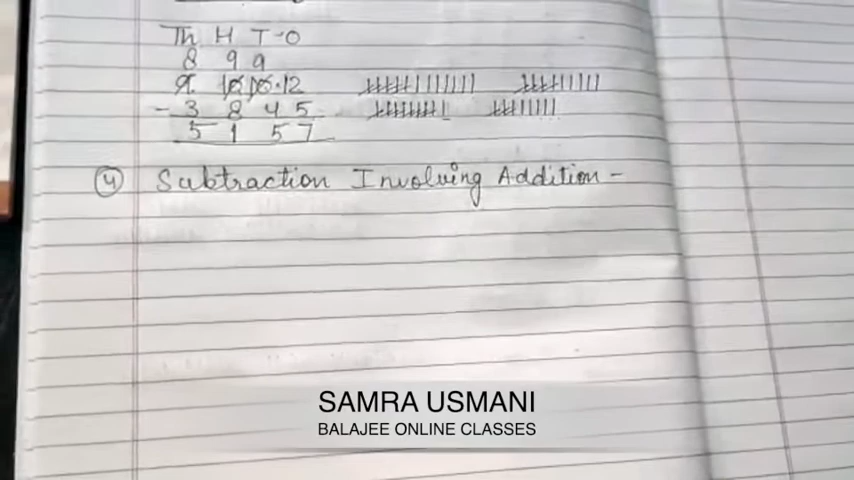 Th H T-O
8 9 9
9. 10 10.12
- 3 8 4 5
5 1 5 7
4 Subtraction Involving Addition -
SAMRA USMANI
BALAJEE ONLINE CLASSES